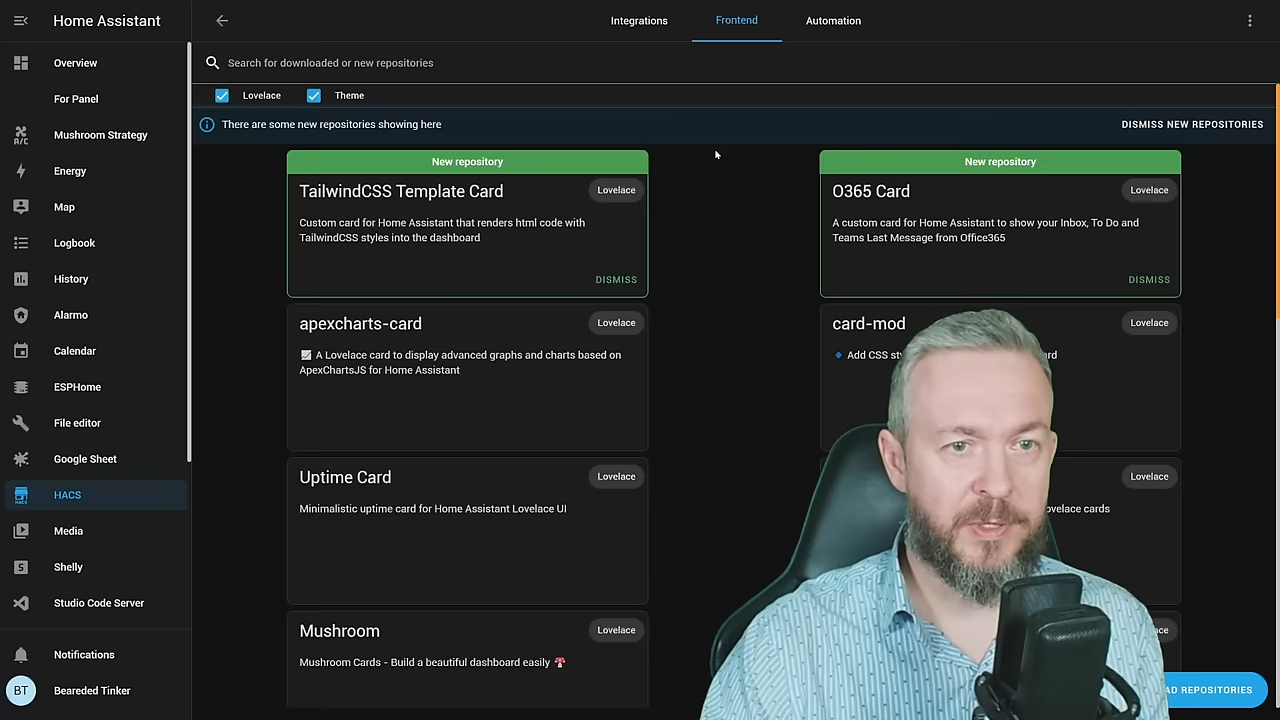 Home Assistant
Integrations
Frontend
Automation
Search for downloaded or new repositories
Lovelace
Theme
There are some new repositories showing here
DISMISS NEW REPOSITORIES
Overview
For Panel
Mushroom Strategy
Energy
Map
Logbook
History
Alarmo
Calendar
ESPHome
File editor
Google Sheet
HACS
Media
Shelly
Studio Code Server
Notifications
BT
Beareded Tinker
New repository
TailwindCSS Template Card
Lovelace
Custom card for Home Assistant that renders html code with
TailwindCSS styles into the dashboard
DISMISS
New repository
O365 Card
Lovelace
A custom card for Home Assistant to show your Inbox, To Do and
Teams Last Message from Office365
DISMISS
apexcharts-card
Lovelace
A Lovelace card to display advanced graphs and charts based on
ApexChartsJS for Home Assistant
card-mod
Lovelace
Add CSS
Uptime Card
Lovelace
Minimalistic uptime card for Home Assistant Lovelace UI
Lovelace
cards
Mushroom
Lovelace
Mushroom Cards - Build a beautiful dashboard easily
REPOSITORIES